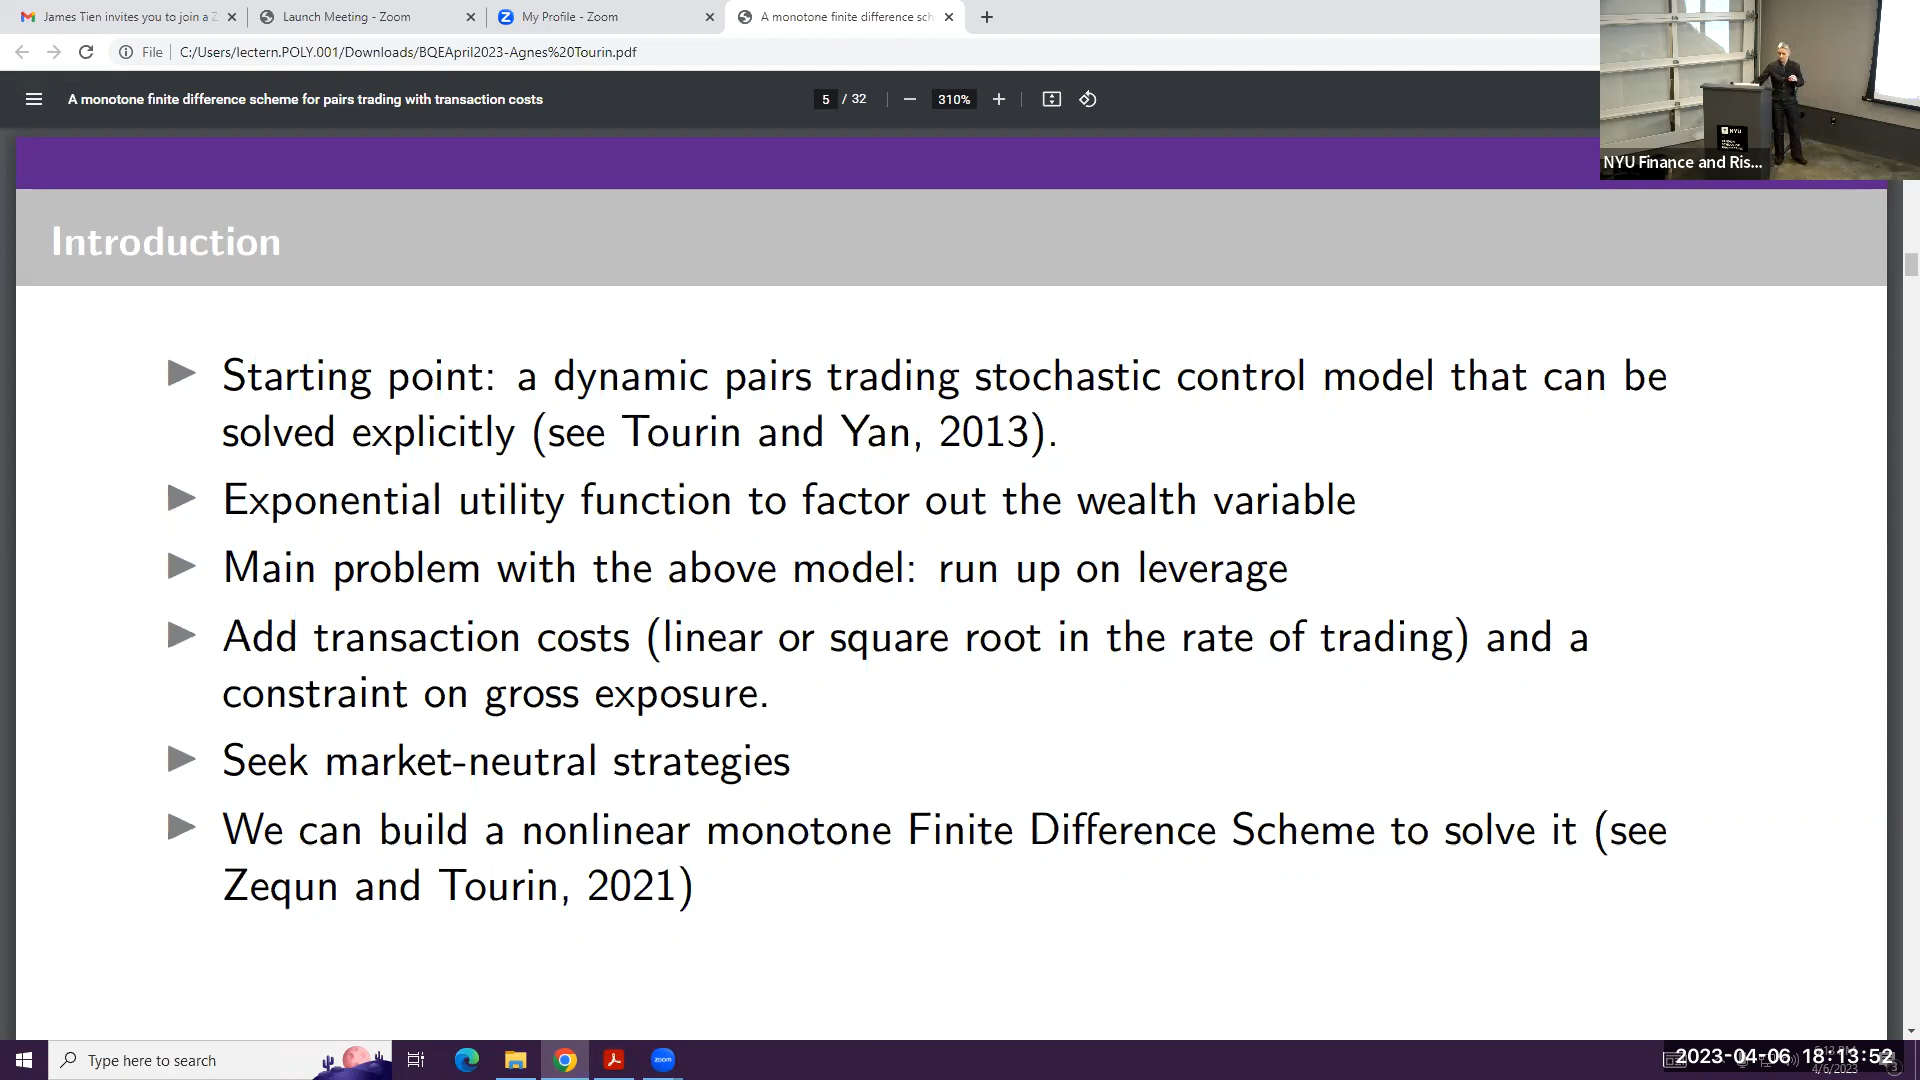 James Tien invites you to join a Z
Launch Meeting - Zoom
My Profile - Zoom
A monotone finite difference sch
File
C:/Users/lectern.POLY.001/Downloads/BQEApril2023-Agnes%20Tourin.pdf
A monotone finite difference scheme for pairs trading with transaction costs
5 / 32
310%
NYU
NYU Finance and Ris...
Introduction
Starting point: a dynamic pairs trading stochastic control model that can be
solved explicitly (see Tourin and Yan, 2013).
Exponential utility function to factor out the wealth variable
Main problem with the above model: run up on leverage
Add transaction costs (linear or square root in the rate of trading) and a
constraint on gross exposure.
Seek market-neutral strategies
We can build a nonlinear monotone Finite Difference Scheme to solve it (see
Zequn and Tourin, 2021)
Type here to search
zoom
2023-04-06 18:13:52
4/6/2023
3